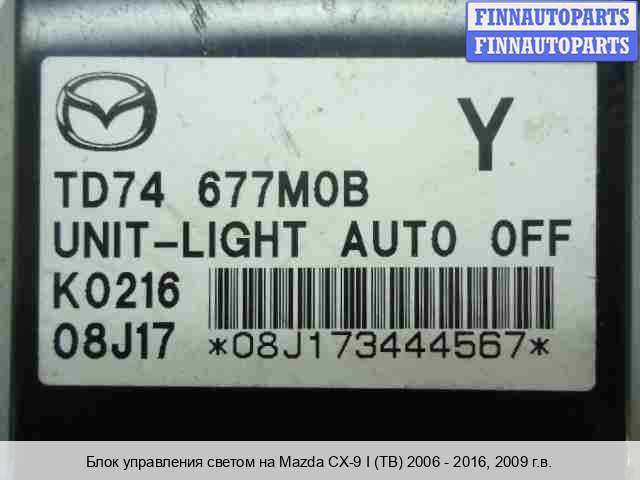 FINNAUTOPARTS
FINNAUTOPARTS
Y
TD74 677M0B
UNIT-LIGHT AUTO OFF
K0216
08J17
*08J173444567*
Блок управления светом на Mazda CX-9 I (TB) 2006 - 2016, 2009 г.в.